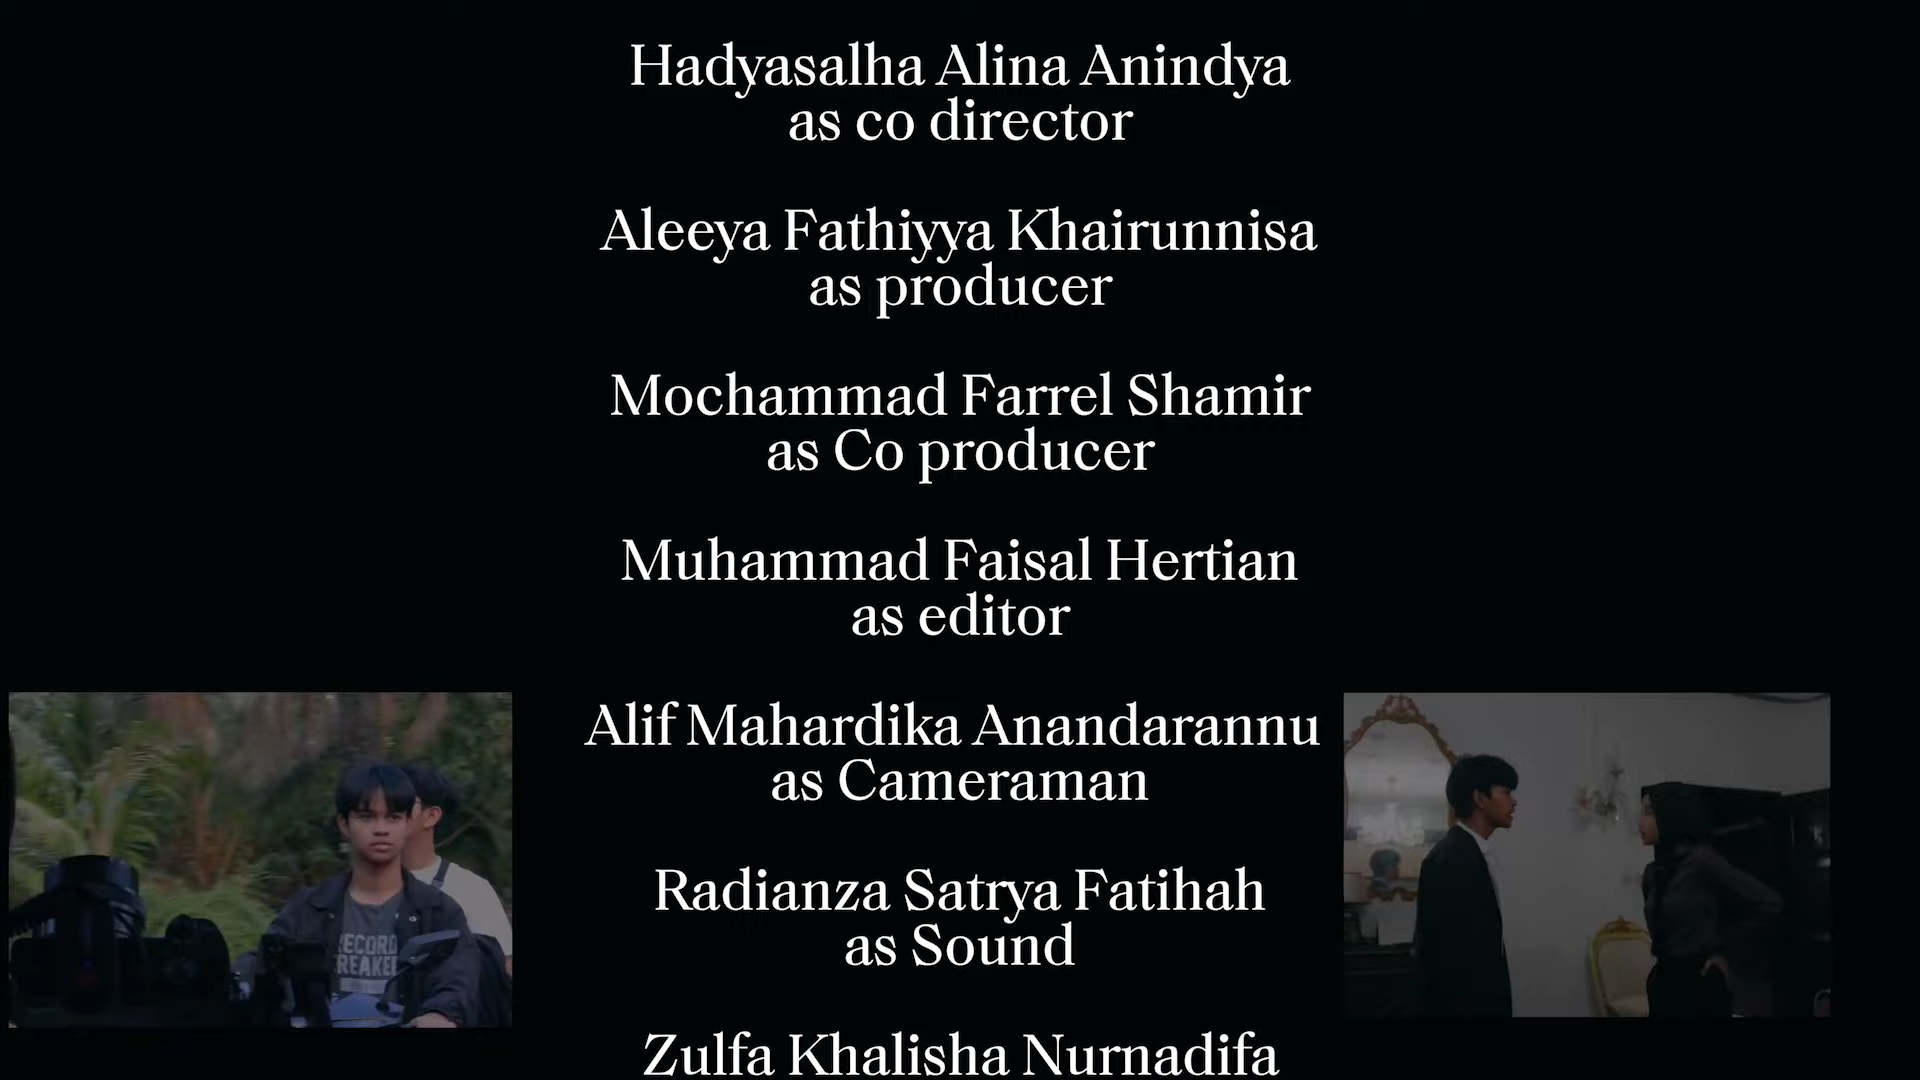 Hadyasalha Alina Anindya
as co director
Aleeya Fathiyya Khairunnisa
as producer
Mochammad Farrel Shamir
as Co producer
Muhammad Faisal Hertian
as editor
Alif Mahardika Anandarannu
as Cameraman
Radianza Satrya Fatihah
as Sound
Zulfa Khalisha Nurnadifa
RECORD